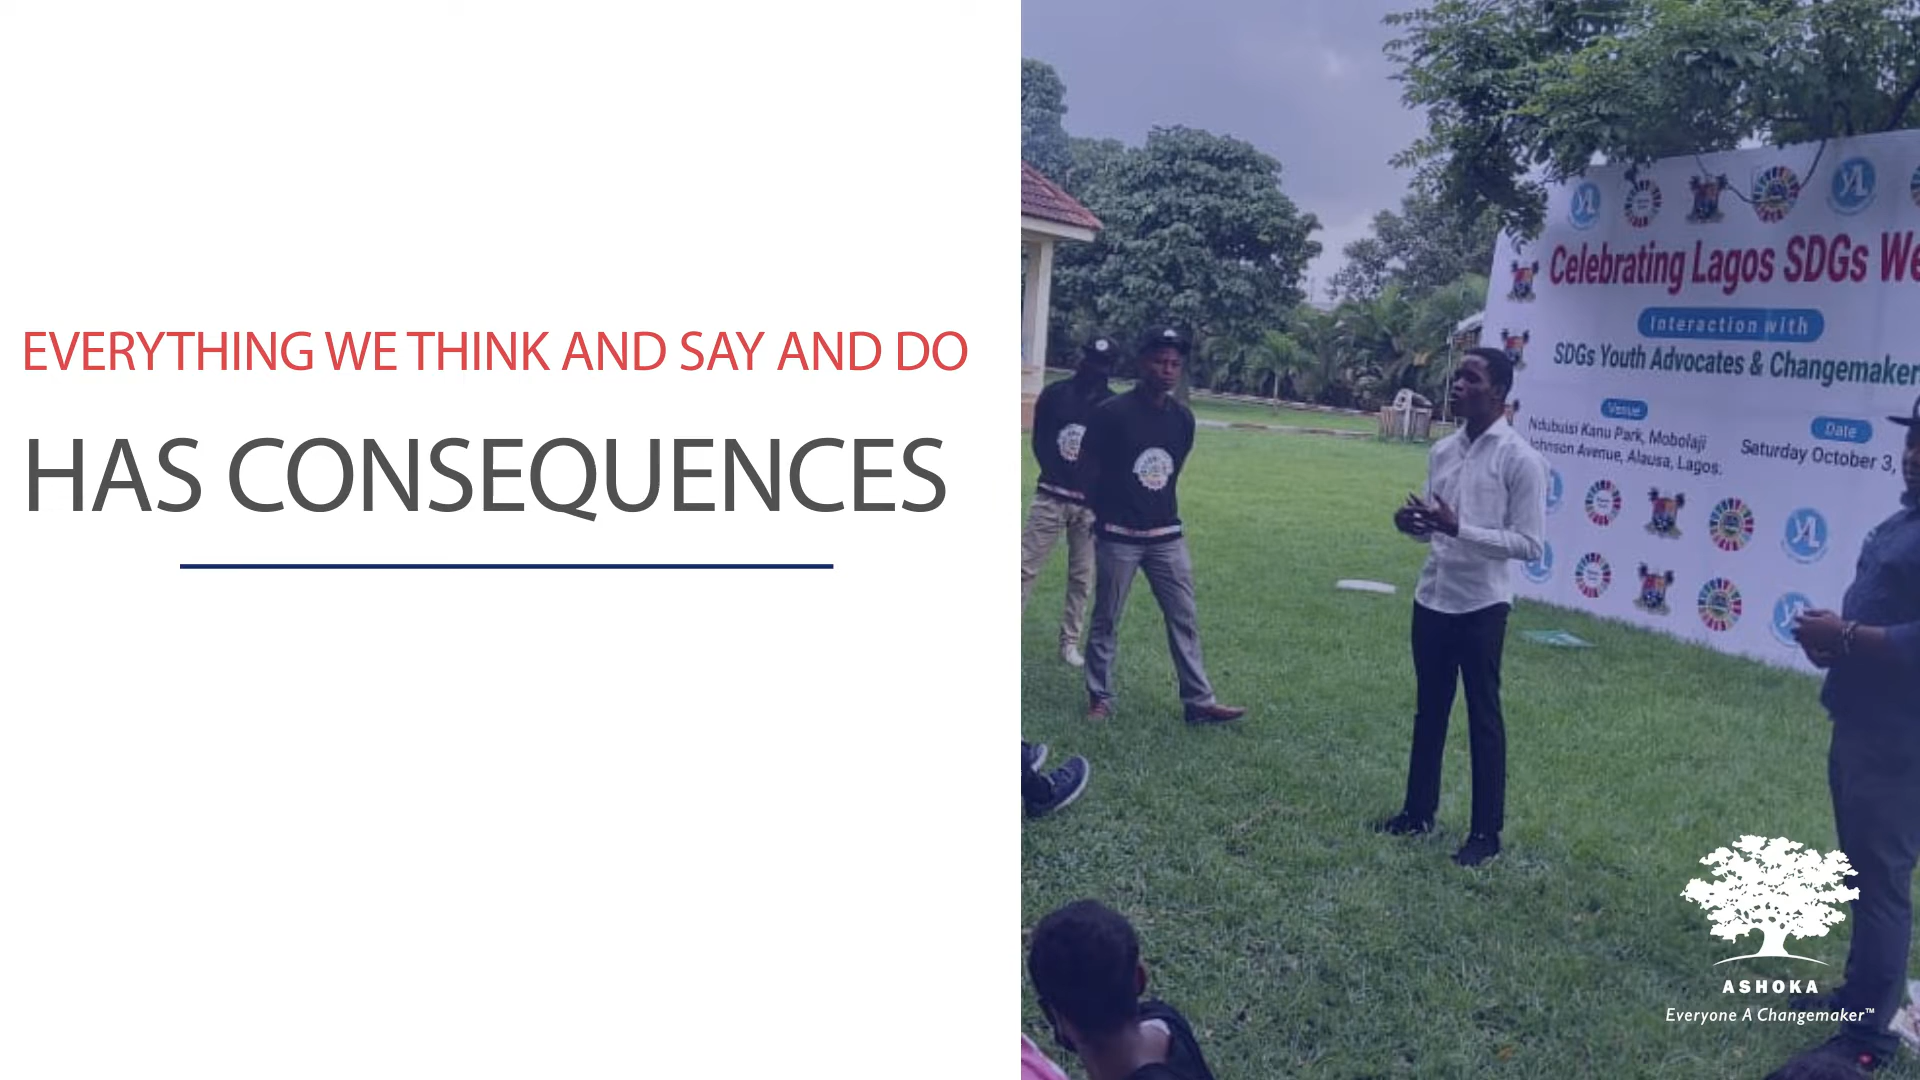 EVERYTHING WE THINK AND SAY AND DO
HAS CONSEQUENCES
Celebrating Lagos SDGs We
Interaction with
SDGs Youth Advocates & Changemaker
Venue
Ndubuisi Kanu Park, Mobolaji
Johnson Avenue, Alausa, Lagos.
Date
Saturday October 3,
ASHOKA
Everyone A Changemaker™